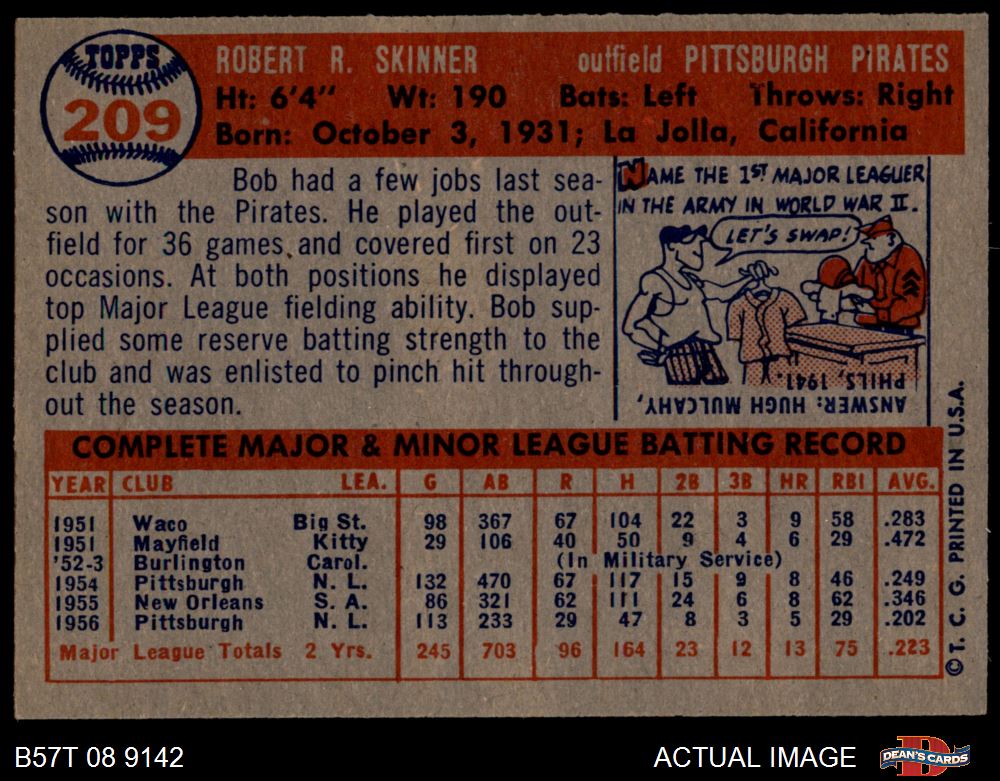 TOPPS
209
ROBERT R. SKINNER outfield PITTSBURGH PIRATES
Ht: 6'4" Wt: 190 Bats: Left Throws: Right
Born: October 3, 1931; La Jolla, California
Bob had a few jobs last sea-
son with the Pirates. He played the out-
field for 36 games and covered first on 23
occasions. At both positions he displayed
top Major League fielding ability. Bob sup-
plied some reserve batting strength to the
club and was enlisted to pinch hit through-
out the season.
NAME THE 1ST MAJOR LEAGUER
IN THE ARMY IN WORLD WAR II.
LET'S SWAP!
ANSWER: HUGH MULCAHY,
PHILS, 1941.
COMPLETE MAJOR & MINOR LEAGUE BATTING RECORD
YEAR CLUB LEA. G AB R H 2B 3B HR RBI AVG.
1951 Waco Big St. 98 367 67 104 22 3 9 58 .283
1951 Mayfield Kitty 29 106 40 50 9 4 6 29 .472
'52-3 Burlington Carol. (In Military Service)
1954 Pittsburgh N. L. 132 470 67 117 15 9 8 46 .249
1955 New Orleans S. A. 86 321 62 111 24 6 8 62 .346
1956 Pittsburgh N. L. 113 233 29 47 8 3 5 29 .202
Major League Totals 2 Yrs. 245 703 96 164 23 12 13 75 .223
© T. C. G. PRINTED IN U.S.A.
B57T 08 9142 ACTUAL IMAGE DEAN'S CARDS